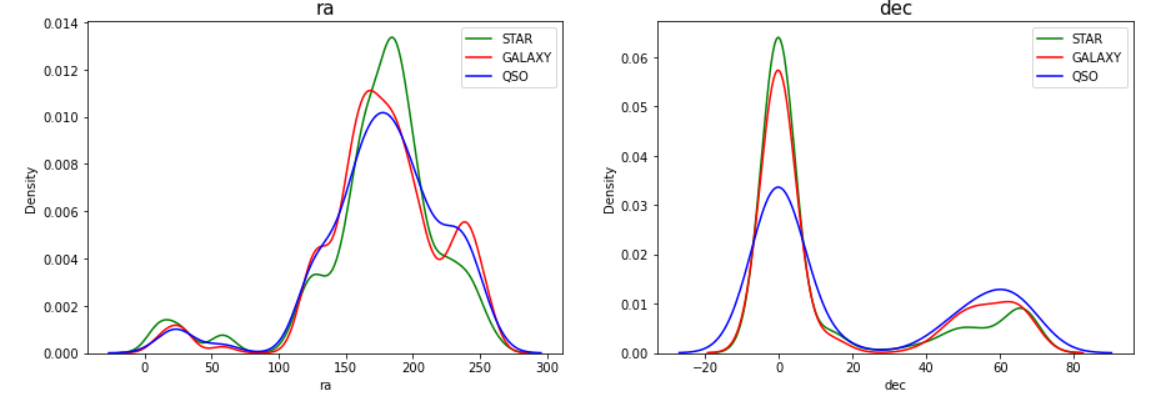 ra
0.014
0.012
0.010
0.008
0.006
0.004
0.002
0.000
Density
0 50 100 150 200 250 300
ra
STAR
GALAXY
QSO
dec
0.06
0.05
0.04
0.03
0.02
0.01
0.00
Density
−20 0 20 40 60 80
dec
STAR
GALAXY
QSO